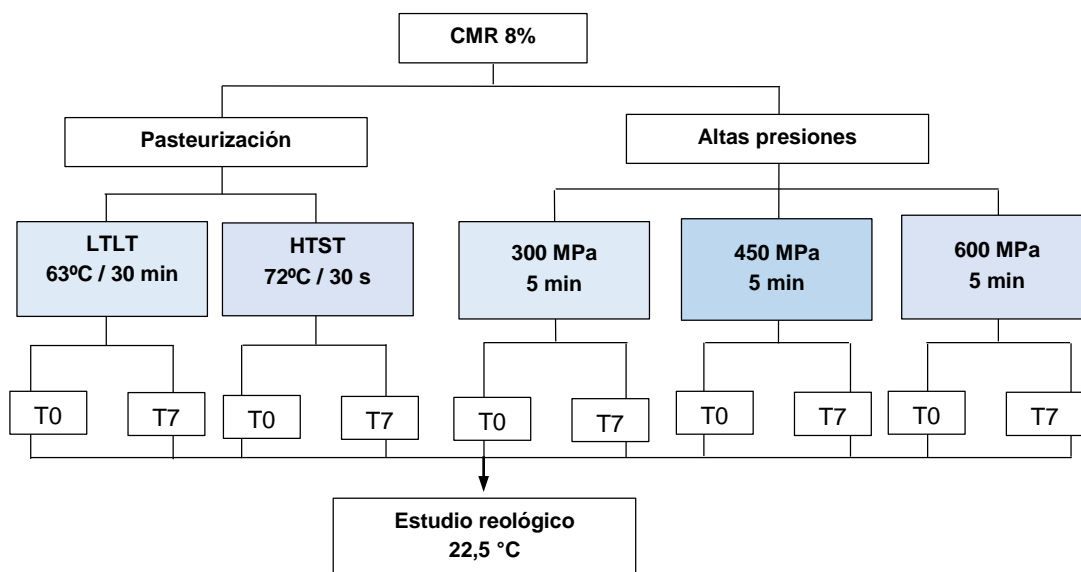 CMR 8%
Pasteurización
Altas presiones
LTLT
63ºC / 30 min
HTST
72ºC / 30 s
300 MPa
5 min
450 MPa
5 min
600 MPa
5 min
T0
T7
T0
T7
T0
T7
T0
T7
T0
T7
Estudio reológico
22,5 °C